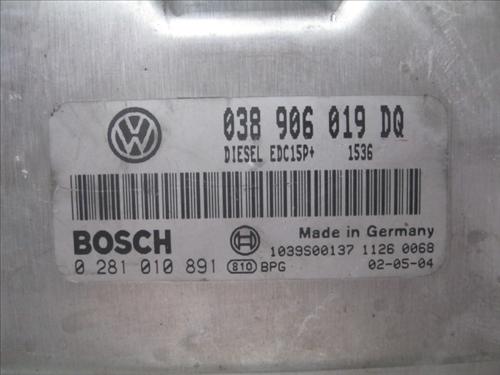 038 906 019 DQ
DIESEL EDC15P+ 1536
BOSCH Made in Germany
1039S00137 1126 0068
0 281 010 891 810 BPG 02-05-04